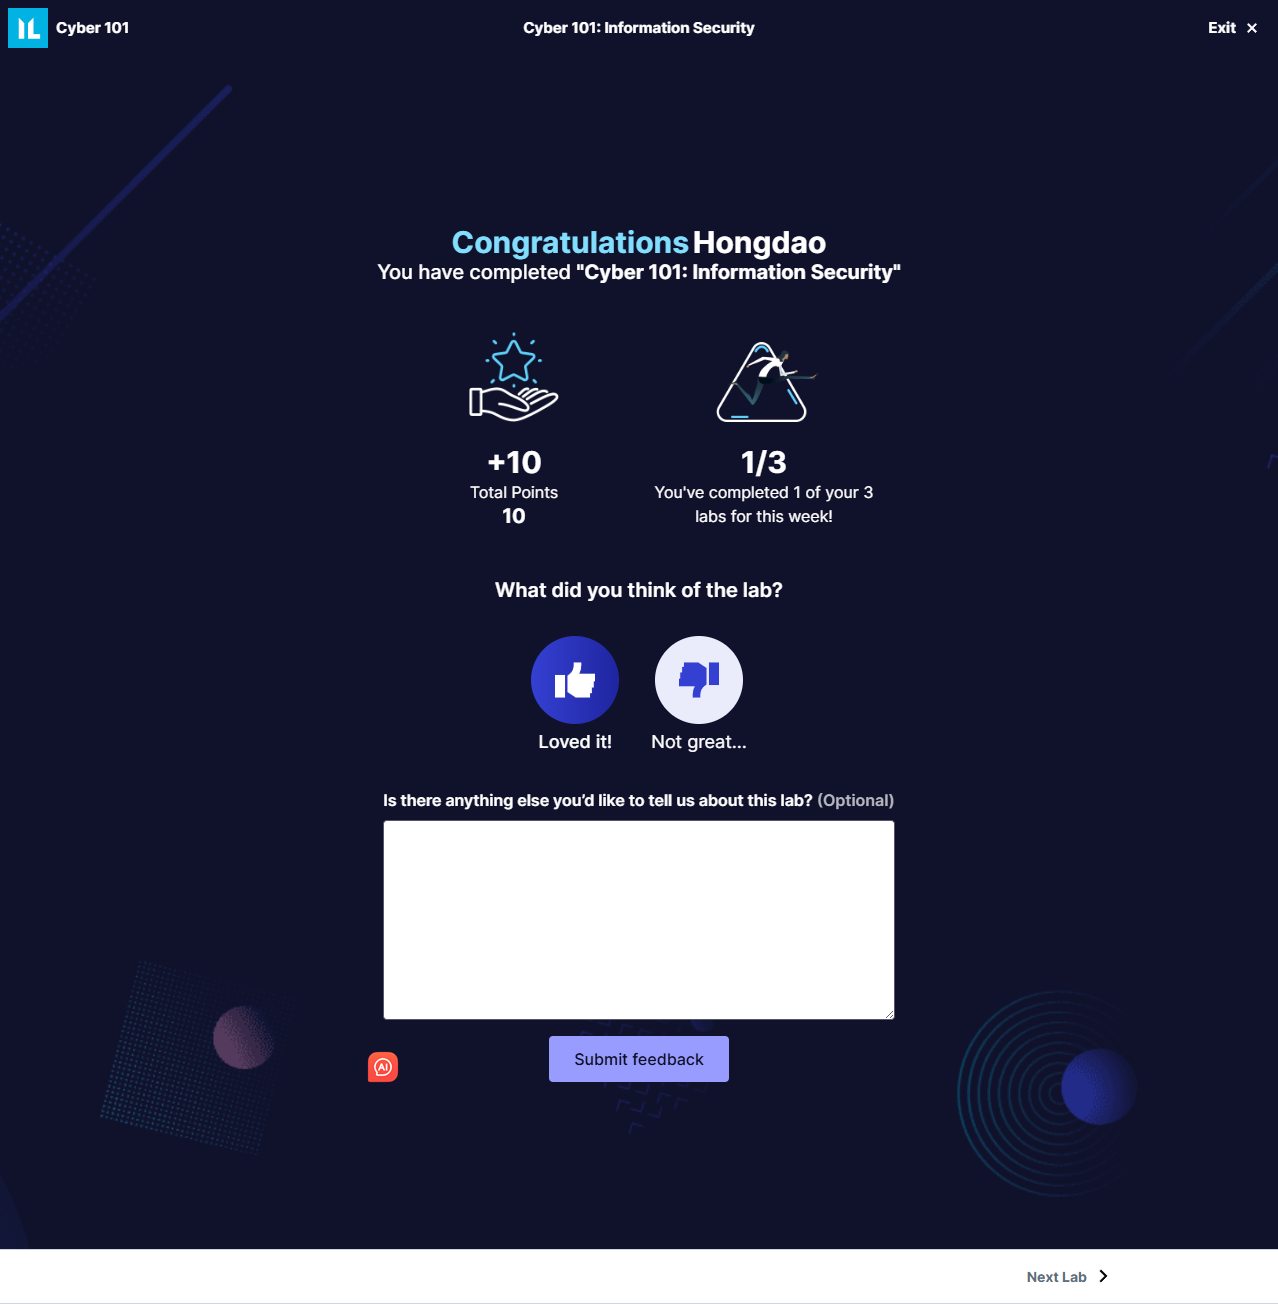 Cyber 101
Cyber 101: Information Security
Exit
Congratulations Hongdao
You have completed "Cyber 101: Information Security"
+10
Total Points
10
1/3
You've completed 1 of your 3
labs for this week!
What did you think of the lab?
Loved it!
Not great...
Is there anything else you’d like to tell us about this lab? (Optional)
AI
Submit feedback
Next Lab